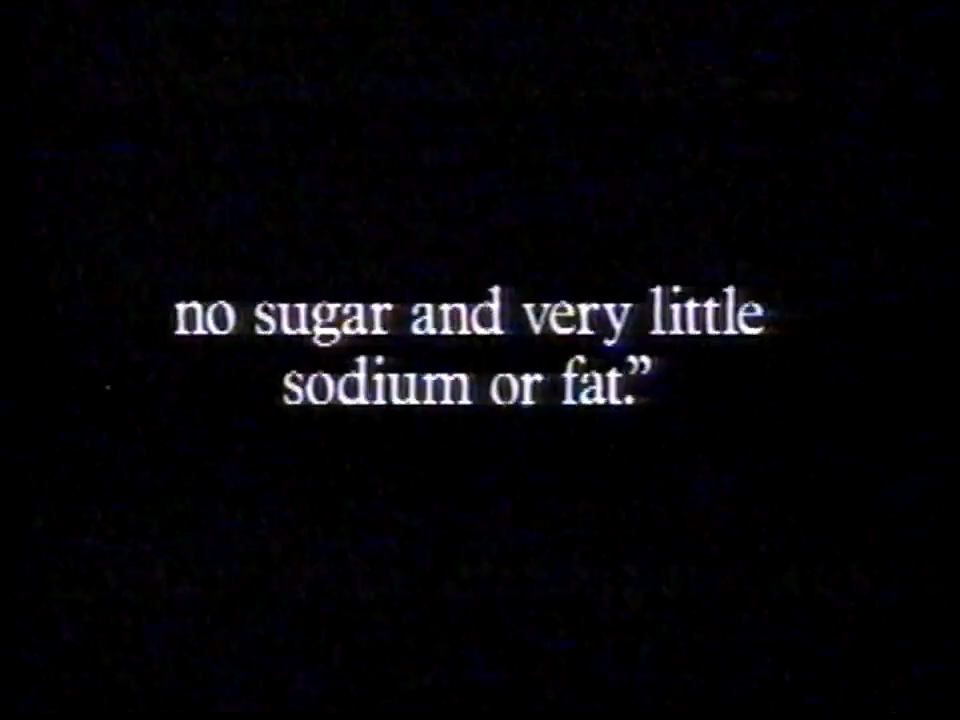 no sugar and very little
sodium or fat.”